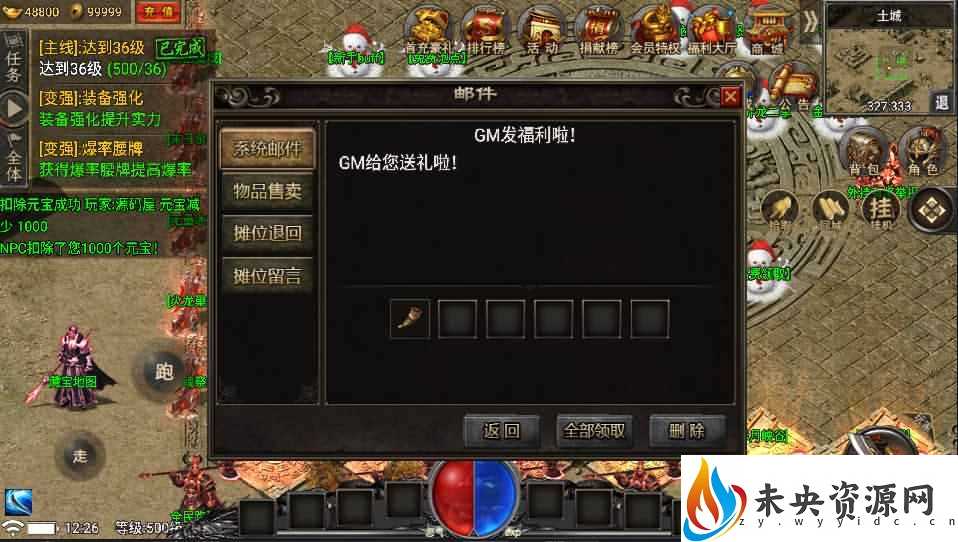 48800
99999
充值
首充豪礼
排行榜
活动
捐献榜
会员特权
福利大厅
商城
土城
327:333
退
任务
[主线]:达到36级
已完成
达到36级 (500/36)
[变强]:装备强化
装备强化提升实力
[变强]:爆率腰牌
获得爆率腰牌提高爆率
全体
扣除元宝成功 玩家:源码屋 元宝减
少 1000
NPC扣除了您1000个元宝!
邮件
系统邮件
物品售卖
摊位退回
摊位留言
GM发福利啦!
GM给您送礼啦!
返回
全部领取
删除
公告
背包
角色
挂
挂机
藏宝地图
跑
走
12:26
等级:500级
未央资源网
zy.wyyidc.cn